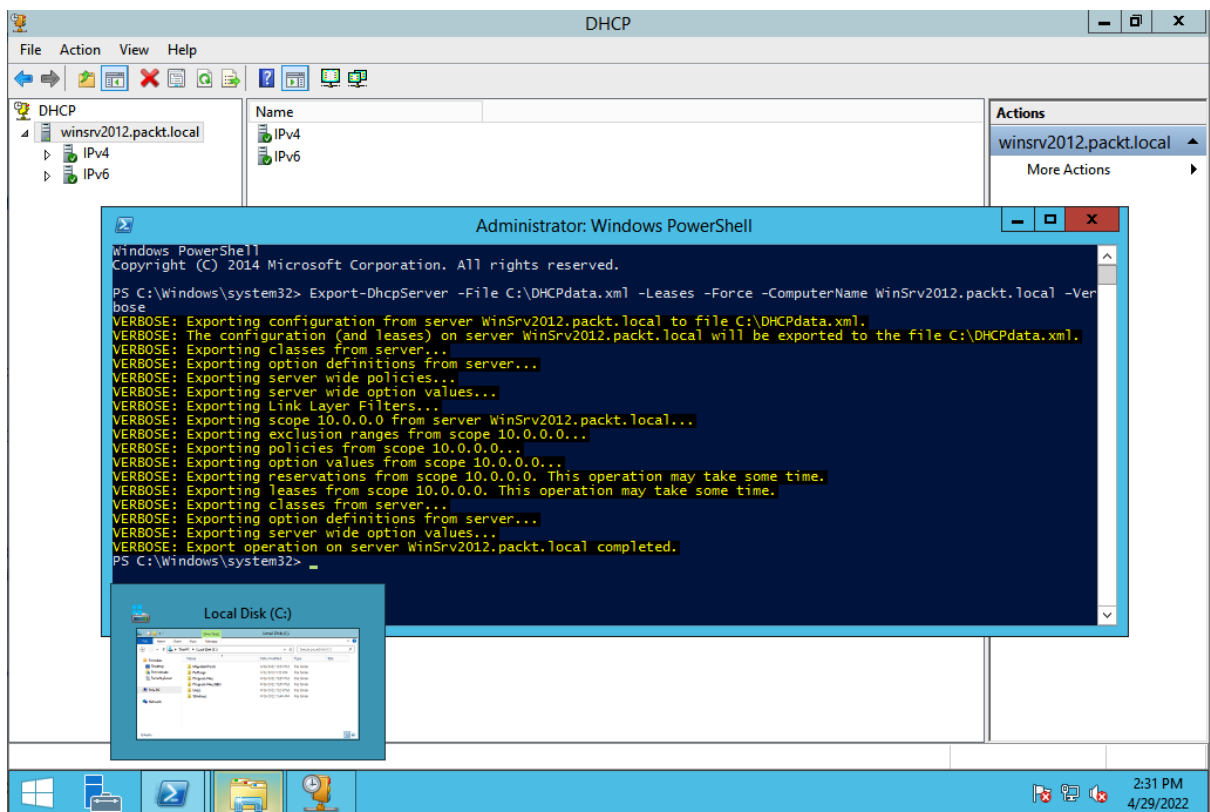 DHCP
File Action View Help
DHCP
winsrv2012.packt.local
IPv4
IPv6
Name
IPv4
IPv6
Actions
winsrv2012.packt.local
More Actions
Administrator: Windows PowerShell
Windows PowerShell
Copyright (C) 2014 Microsoft Corporation. All rights reserved.
PS C:\Windows\system32> Export-DhcpServer -File C:\DHCPdata.xml -Leases -Force -ComputerName WinSrv2012.packt.local -Ver
bose
VERBOSE: Exporting configuration from server WinSrv2012.packt.local to file C:\DHCPdata.xml.
VERBOSE: The configuration (and leases) on server WinSrv2012.packt.local will be exported to the file C:\DHCPdata.xml.
VERBOSE: Exporting classes from server...
VERBOSE: Exporting option definitions from server...
VERBOSE: Exporting server wide policies...
VERBOSE: Exporting server wide option values...
VERBOSE: Exporting Link Layer Filters...
VERBOSE: Exporting scope 10.0.0.0 from server WinSrv2012.packt.local...
VERBOSE: Exporting exclusion ranges from scope 10.0.0.0...
VERBOSE: Exporting policies from scope 10.0.0.0...
VERBOSE: Exporting option values from scope 10.0.0.0...
VERBOSE: Exporting reservations from scope 10.0.0.0. This operation may take some time.
VERBOSE: Exporting leases from scope 10.0.0.0. This operation may take some time.
VERBOSE: Exporting classes from server...
VERBOSE: Exporting option definitions from server...
VERBOSE: Exporting server wide option values...
VERBOSE: Export operation on server WinSrv2012.packt.local completed.
PS C:\Windows\system32>
Local Disk (C:)
2:31 PM
4/29/2022